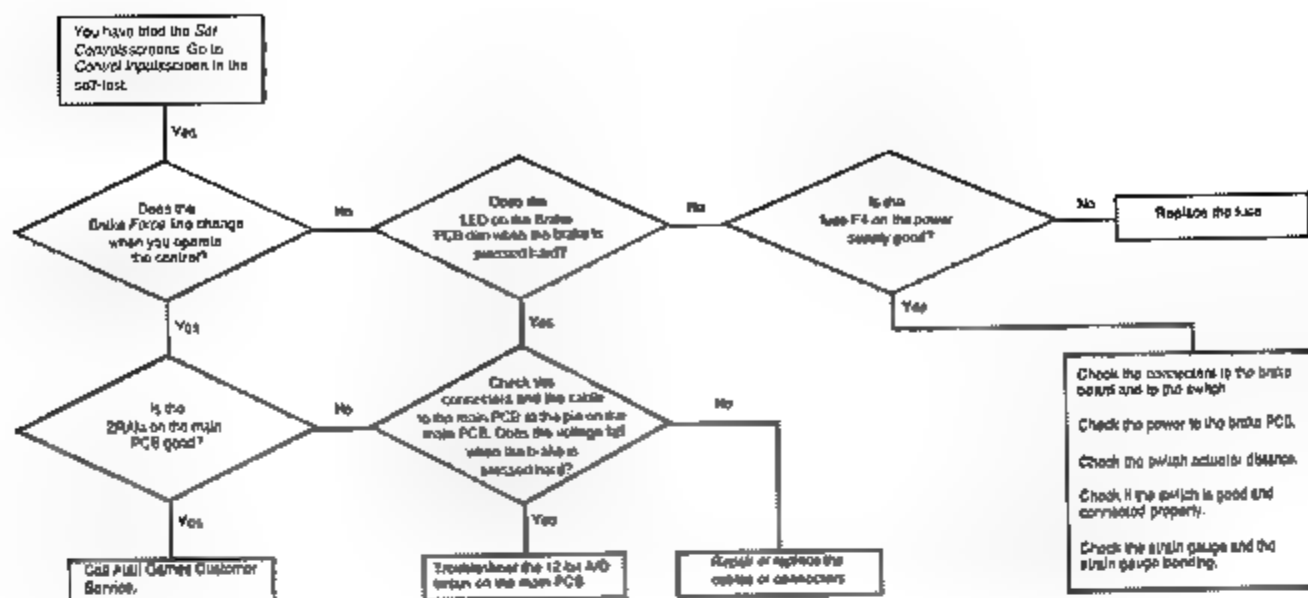 You have tried the Set
Controls screens. Go to
Control Inputs screen in the
self-test.
Yes
Does the
Brake Force line change
when you operate
the control?
No
Does the
LED on the Brake
PCB dim when the brake is
pressed hard?
No
Is the
fuse F4 on the power
supply good?
No
Replace the fuse
Yes
Yes
Yes
Is the
on the main
PCB good?
No
Check the
connectors and the cable
to the main PCB to the pin on the
main PCB. Does the voltage fall
when the brake is
pressed hard?
No
Check the connectors to the brake
board and to the switch
Check the power to the brake PCB.
Check the switch actuator distance.
Check if the switch is good and
connected properly.
Check the strain gauge and the
strain gauge bonding.
Yes
Yes
Call Atari Games Customer
Service.
Troubleshoot the 12-bit A/D
on the main PCB
Repair or replace the
cables or connectors